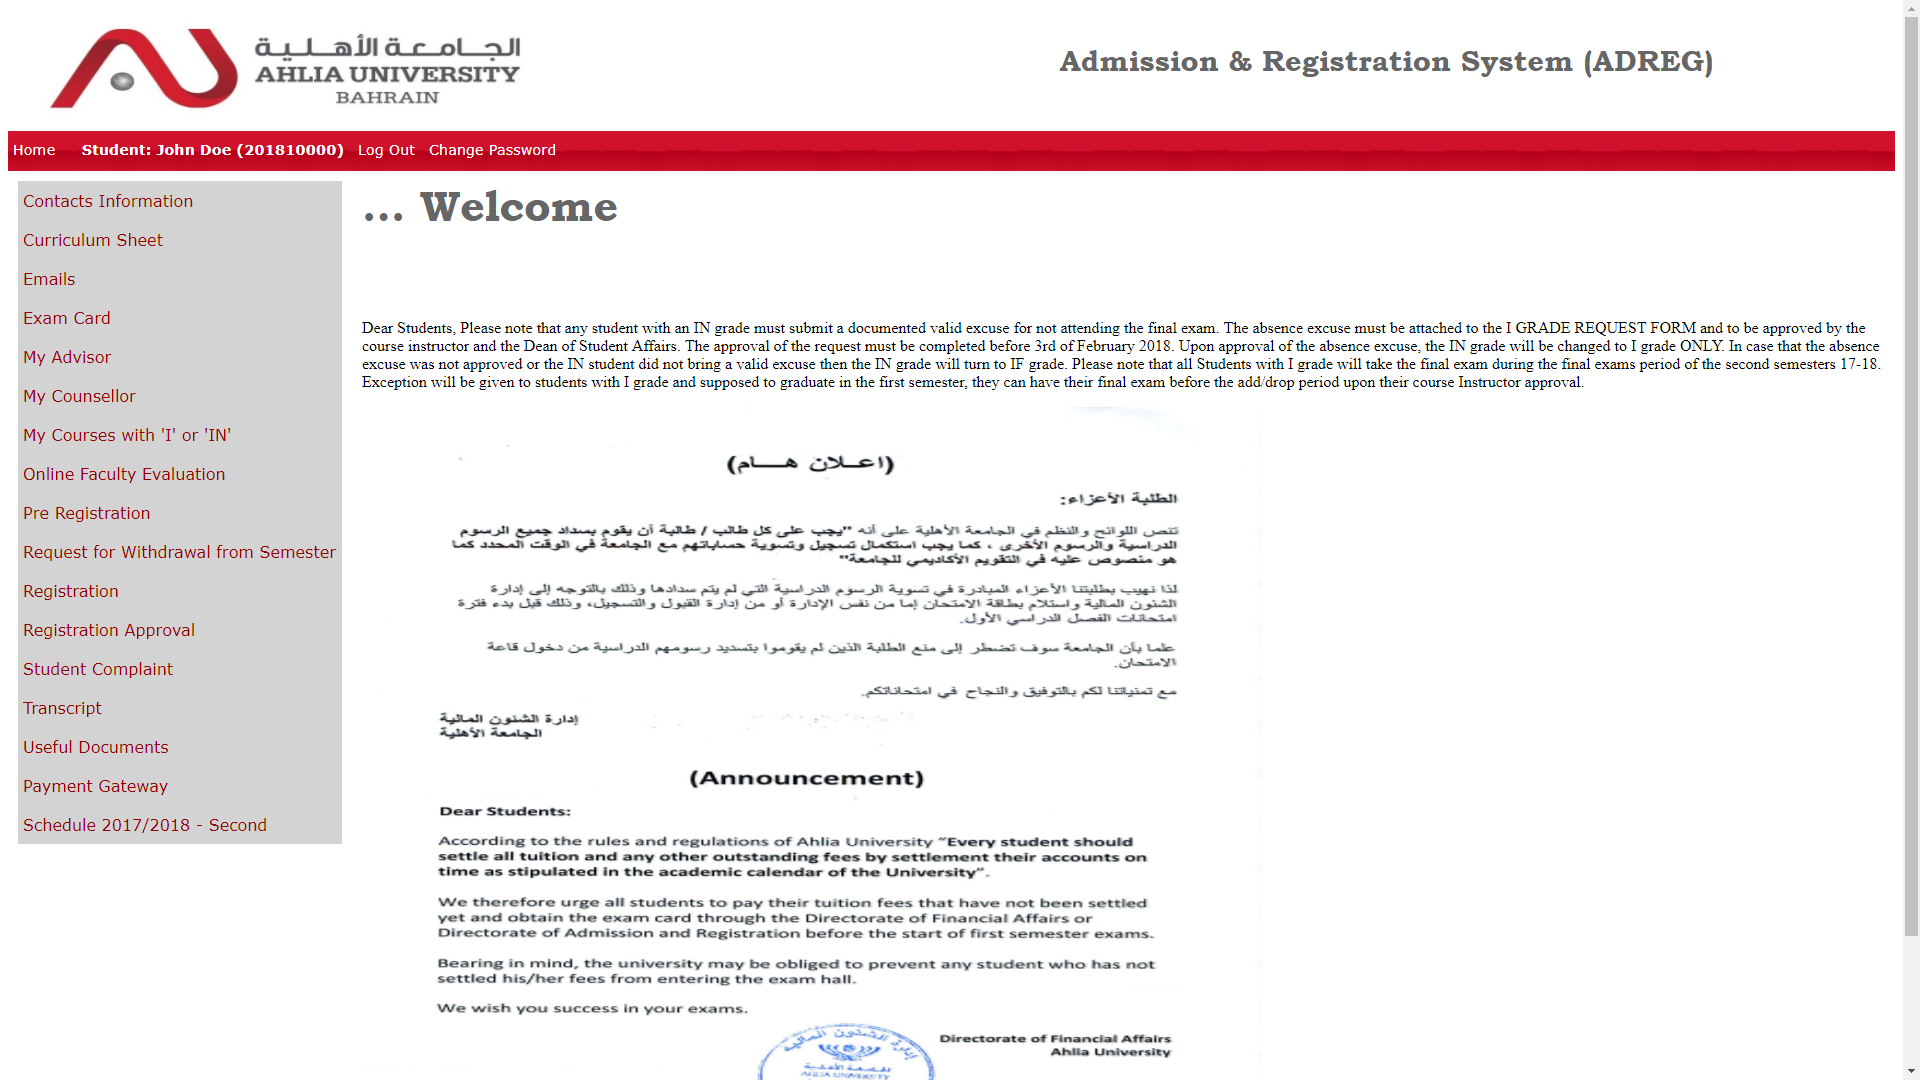 الجامعة الأهلية
AHLIA UNIVERSITY
BAHRAIN
Admission & Registration System (ADREG)
Home Student: John Doe (201810000) Log Out Change Password
Contacts Information
Curriculum Sheet
Emails
Exam Card
My Advisor
My Counsellor
My Courses with 'I' or 'IN'
Online Faculty Evaluation
Pre Registration
Request for Withdrawal from Semester
Registration
Registration Approval
Student Complaint
Transcript
Useful Documents
Payment Gateway
Schedule 2017/2018 - Second
... Welcome
Dear Students, Please note that any student with an IN grade must submit a documented valid excuse for not attending the final exam. The absence excuse must be attached to the I GRADE REQUEST FORM and to be approved by the
course instructor and the Dean of Student Affairs. The approval of the request must be completed before 3rd of February 2018. Upon approval of the absence excuse, the IN grade will be changed to I grade ONLY. In case that the absence
excuse was not approved or the IN student did not bring a valid excuse then the IN grade will turn to IF grade. Please note that all Students with I grade will take the final exam during the final exams period of the second semesters 17-18.
Exception will be given to students with I grade and supposed to graduate in the first semester, they can have their final exam before the add/drop period upon their course Instructor approval.
(اعـلان هـــام)
الطلبة الأعزاء:
تنص اللوائح والنظم في الجامعة الأهلية على أنه "يجب على كل طالب / طالبة أن يقوم بسداد جميع الرسوم
الدراسية والرسوم الأخرى ، كما يجب استكمال تسجيل وتسوية حساباتهم مع الجامعة في الوقت المحدد كما
هو منصوص عليه في التقويم الأكاديمي للجامعة"
لذا نهيب بطلبتنا الأعزاء المبادرة في تسوية الرسوم الدراسية التي لم يتم سدادها وذلك بالتوجه إلى إدارة
الشئون المالية واستلام بطاقة الامتحان إما من نفس الإدارة أو من إدارة القبول والتسجيل، وذلك قبل بدء فترة
امتحانات الفصل الدراسي الأول.
علما بأن الجامعة سوف تضطر إلى منع الطلبة الذين لم يقوموا بتسديد رسومهم الدراسية من دخول قاعة
الامتحان.
مع تمنياتنا لكم بالتوفيق والنجاح في امتحاناتكم.
إدارة الشئون المالية
الجامعة الأهلية
(Announcement)
Dear Students:
According to the rules and regulations of Ahlia University “Every student should
settle all tuition and any other outstanding fees by settlement their accounts on
time as stipulated in the academic calendar of the University”.
We therefore urge all students to pay their tuition fees that have not been settled
yet and obtain the exam card through the Directorate of Financial Affairs or
Directorate of Admission and Registration before the start of first semester exams.
Bearing in mind, the university may be obliged to prevent any student who has not
settled his/her fees from entering the exam hall.
We wish you success in your exams.
Directorate of Financial Affairs
Ahlia University
إدارة الشئون المالية
الجامعة الأهلية
AHLIA UNIVERSITY